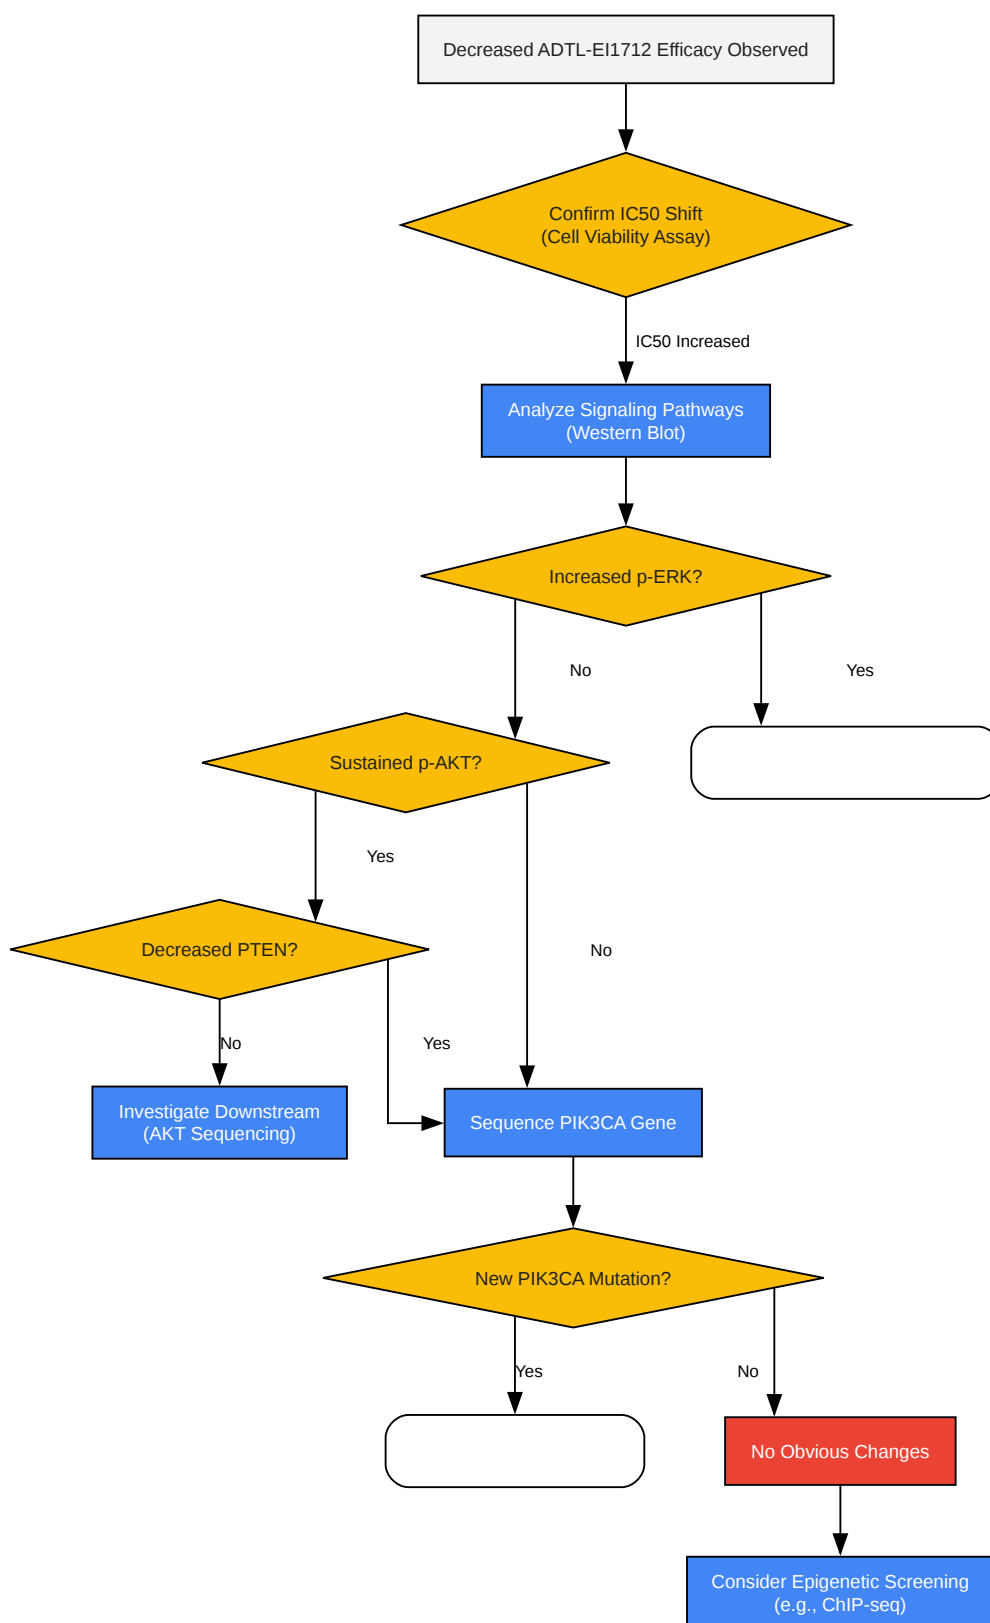 Decreased ADTL-EI1712 Efficacy Observed
Confirm IC50 Shift
(Cell Viability Assay)
IC50 Increased
Analyze Signaling Pathways
(Western Blot)
Increased p-ERK?
No
Yes
Sustained p-AKT?
Yes
No
Decreased PTEN?
No
Yes
Investigate Downstream
(AKT Sequencing)
Sequence PIK3CA Gene
New PIK3CA Mutation?
Yes
No
No Obvious Changes
Consider Epigenetic Screening
(e.g., ChIP-seq)